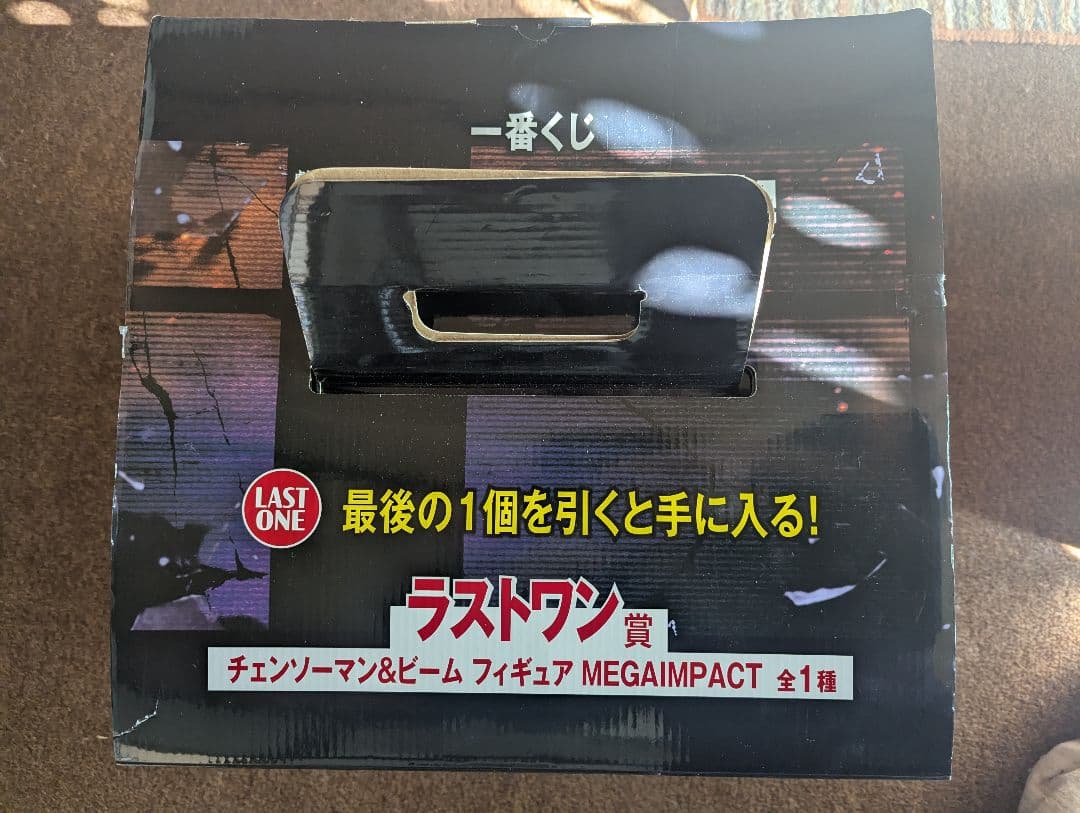 一番くじ
LAST
ONE
最後の1個を引くと手に入る!
ラストワン賞
チェンソーマン&ビーム フィギュア MEGAIMPACT 全1種